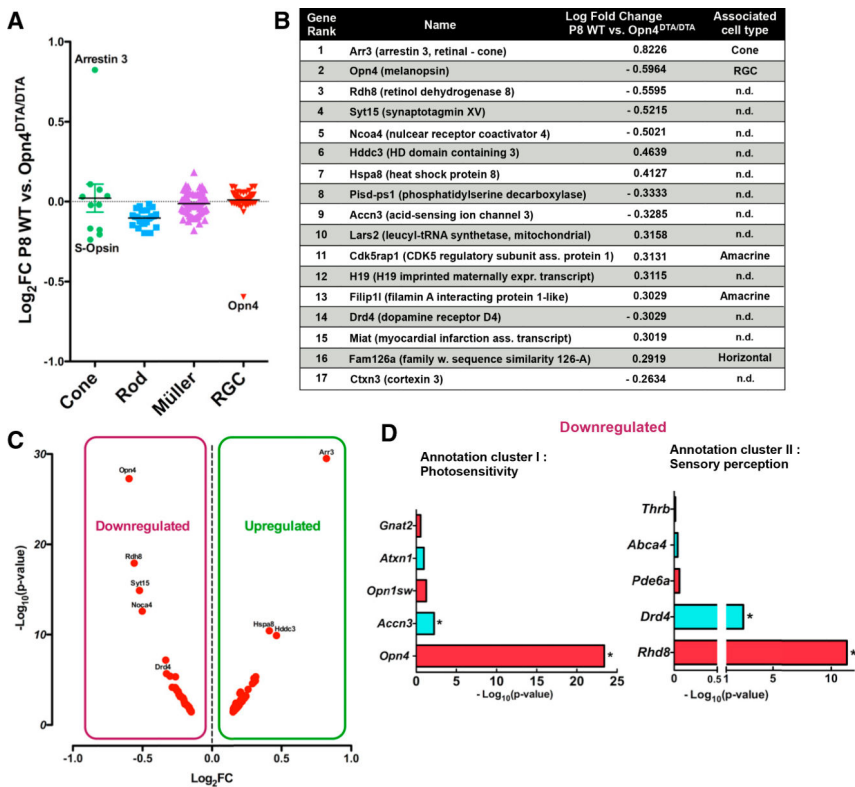 A
Log2FC P8 WT vs. Opn4DTA/DTA
1.0
0.5
0.0
-0.5
-1.0
Arrestin 3
S-Opsin
Opn4
Cone
Rod
Müller
RGC
B
Gene Rank Name Log Fold Change P8 WT vs. Opn4DTA/DTA Associated cell type
1 Arr3 (arrestin 3, retinal - cone) 0.8226 Cone
2 Opn4 (melanopsin) - 0.5964 RGC
3 Rdh8 (retinol dehydrogenase 8) - 0.5595 n.d.
4 Syt15 (synaptotagmin XV) - 0.5215 n.d.
5 Ncoa4 (nulcear receptor coactivator 4) - 0.5021 n.d.
6 Hddc3 (HD domain containing 3) 0.4639 n.d.
7 Hspa8 (heat shock protein 8) 0.4127 n.d.
8 Pisd-ps1 (phosphatidylserine decarboxylase) - 0.3333 n.d.
9 Accn3 (acid-sensing ion channel 3) - 0.3285 n.d.
10 Lars2 (leucyl-tRNA synthetase, mitochondrial) 0.3158 n.d.
11 Cdk5rap1 (CDK5 regulatory subunit ass. protein 1) 0.3131 Amacrine
12 H19 (H19 imprinted maternally expr. transcript) 0.3115 n.d.
13 Filip1l (filamin A interacting protein 1-like) 0.3029 Amacrine
14 Drd4 (dopamine receptor D4) - 0.3029 n.d.
15 Miat (myocardial infarction ass. transcript) 0.3019 n.d.
16 Fam126a (family w. sequence similarity 126-A) 0.2919 Horizontal
17 Ctxn3 (cortexin 3) - 0.2634 n.d.
C
-Log10(p-value)
30
20
10
0
Opn4
Arr3
Downregulated
Upregulated
Rdh8
Syt15
Noca4
Hspa8
Hddc3
Drd4
-1.0 -0.5 0.0 0.5 1.0
Log2FC
D
Downregulated
Annotation cluster I :
Photosensitivity
Gnat2
Atxn1
Opn1sw
Accn3 *
Opn4 *
0 5 10 15 20 25
- Log10(p-value)
Annotation cluster II :
Sensory perception
Thrb
Abca4
Pde6a
Drd4 *
Rhd8 *
0 0.5 1 5 10
- Log10(p-value)